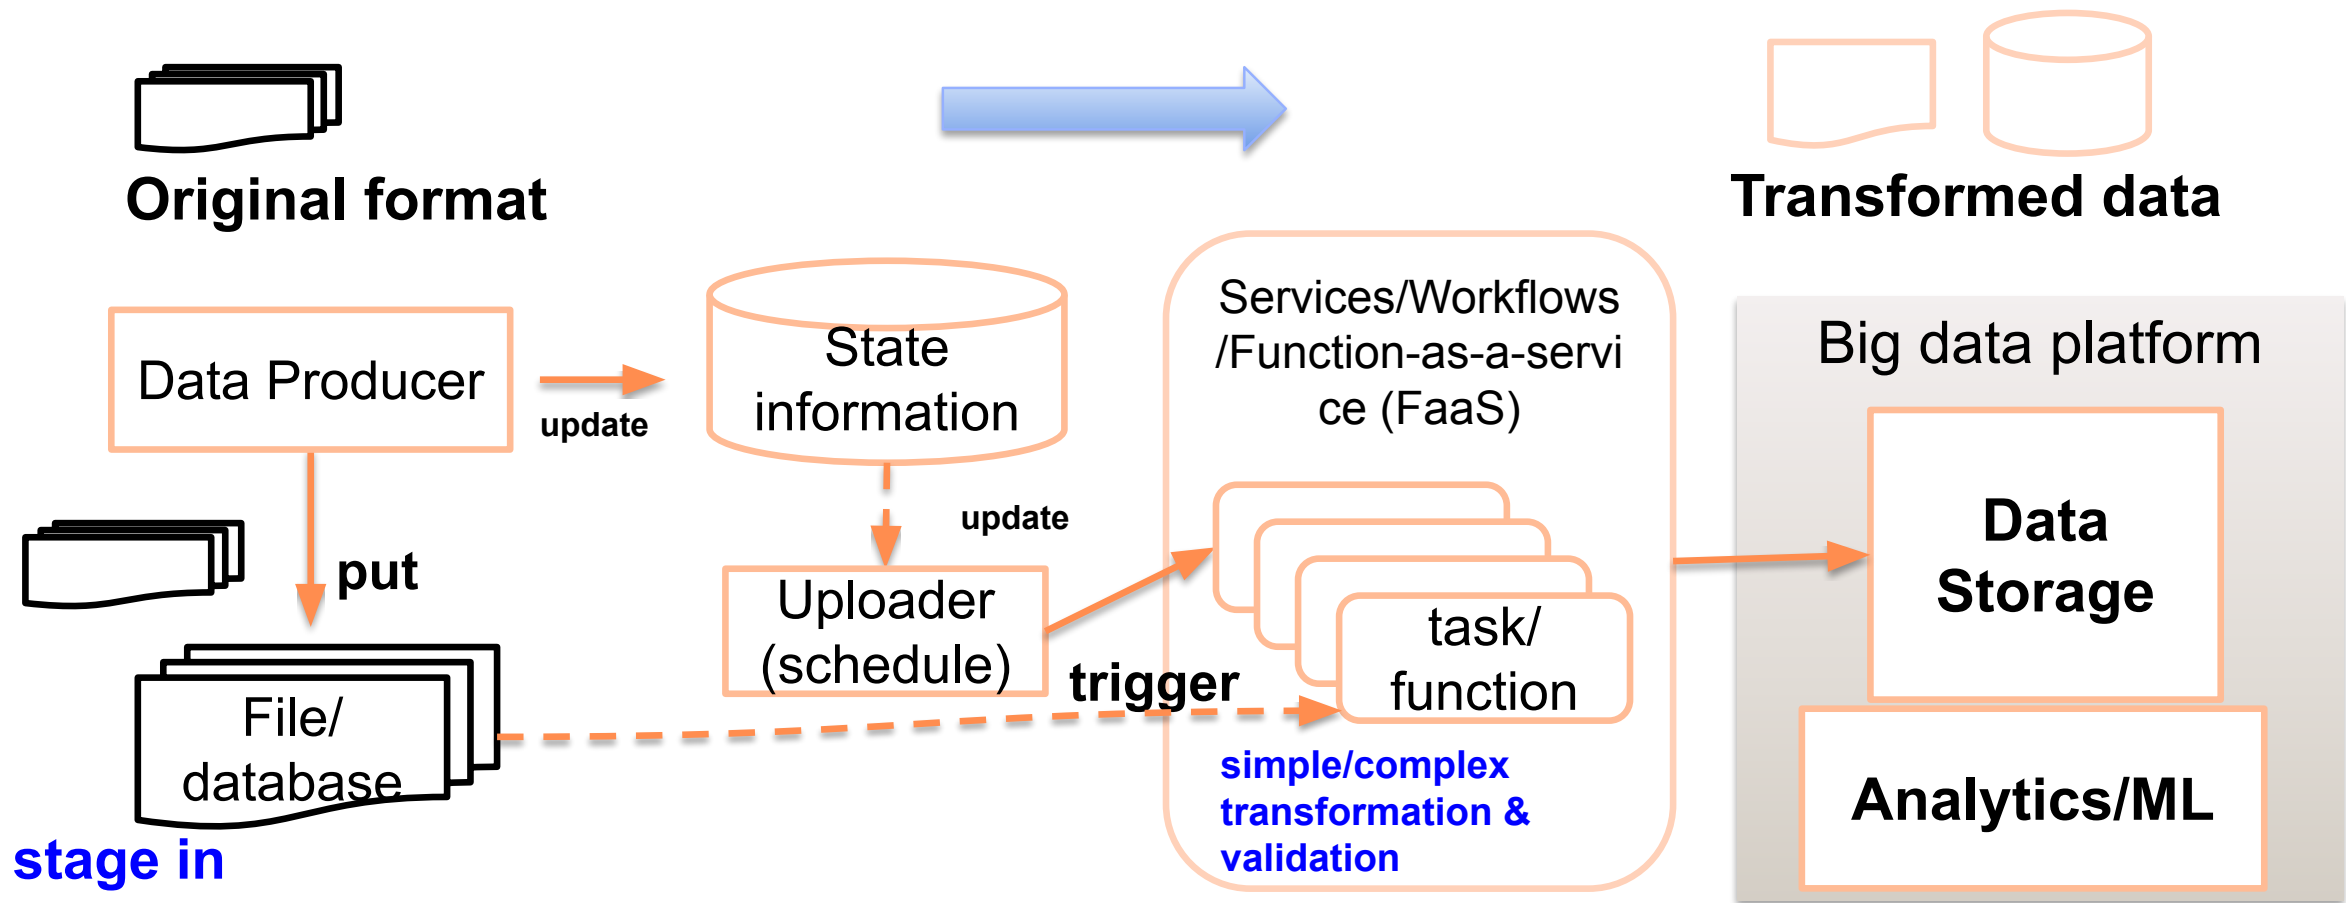 Original format
Transformed data
Data Producer
update
State
information
Services/Workflows
/Function-as-a-servi
ce (FaaS)
Big data platform
put
update
Uploader
(schedule)
trigger
task/
function
Data
Storage
File/
database
stage in
simple/complex
transformation &
validation
Analytics/ML